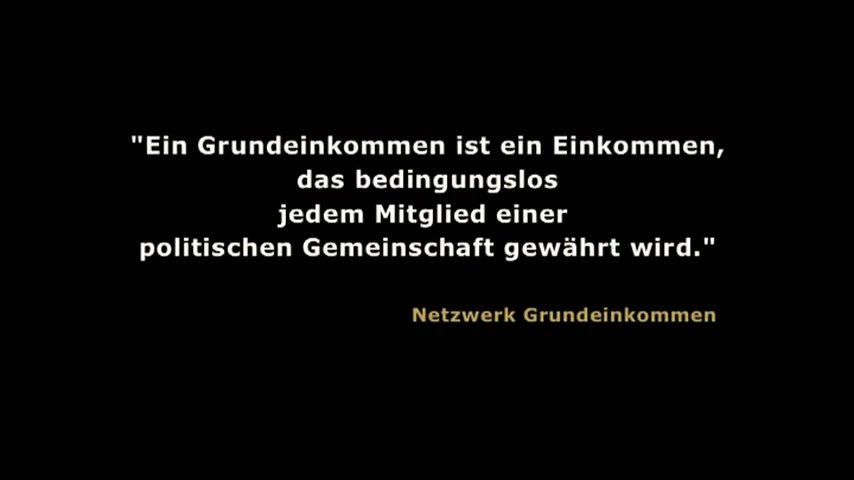 "Ein Grundeinkommen ist ein Einkommen,
das bedingungslos
jedem Mitglied einer
politischen Gemeinschaft gewährt wird."
Netzwerk Grundeinkommen